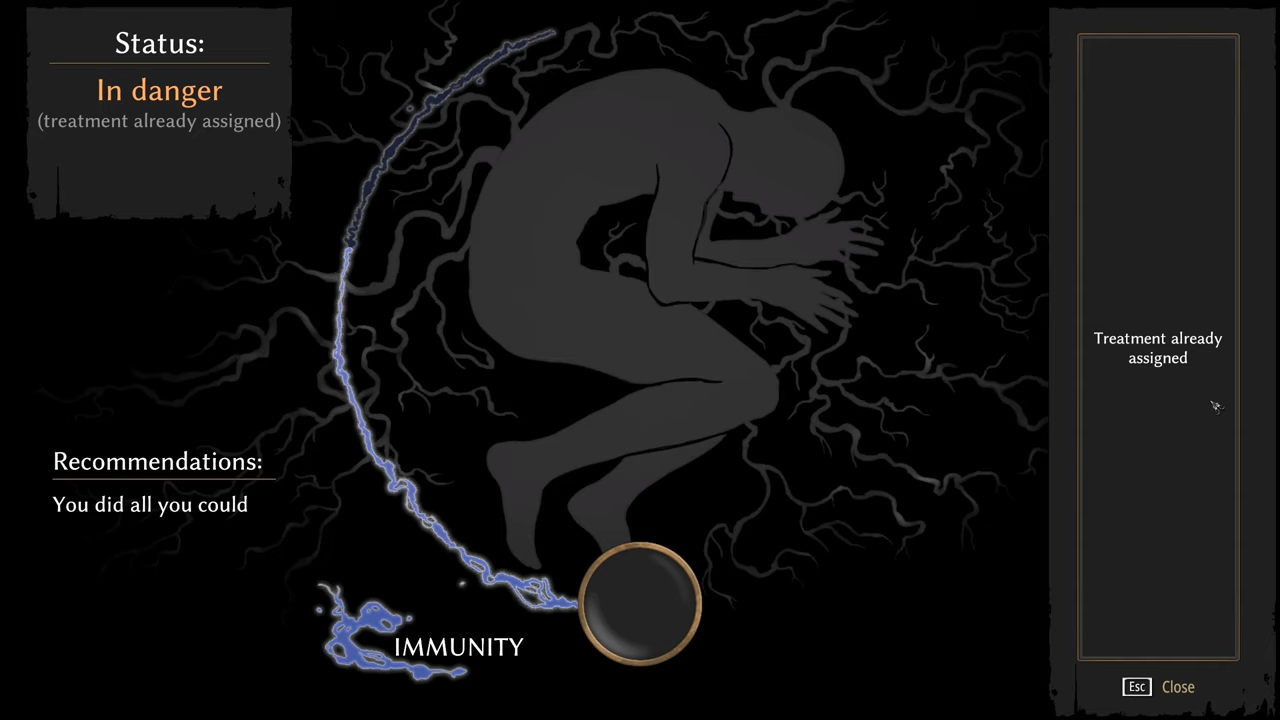 Status:
In danger
(treatment already assigned)
Recommendations:
You did all you could
IMMUNITY
Treatment already
assigned
Esc Close